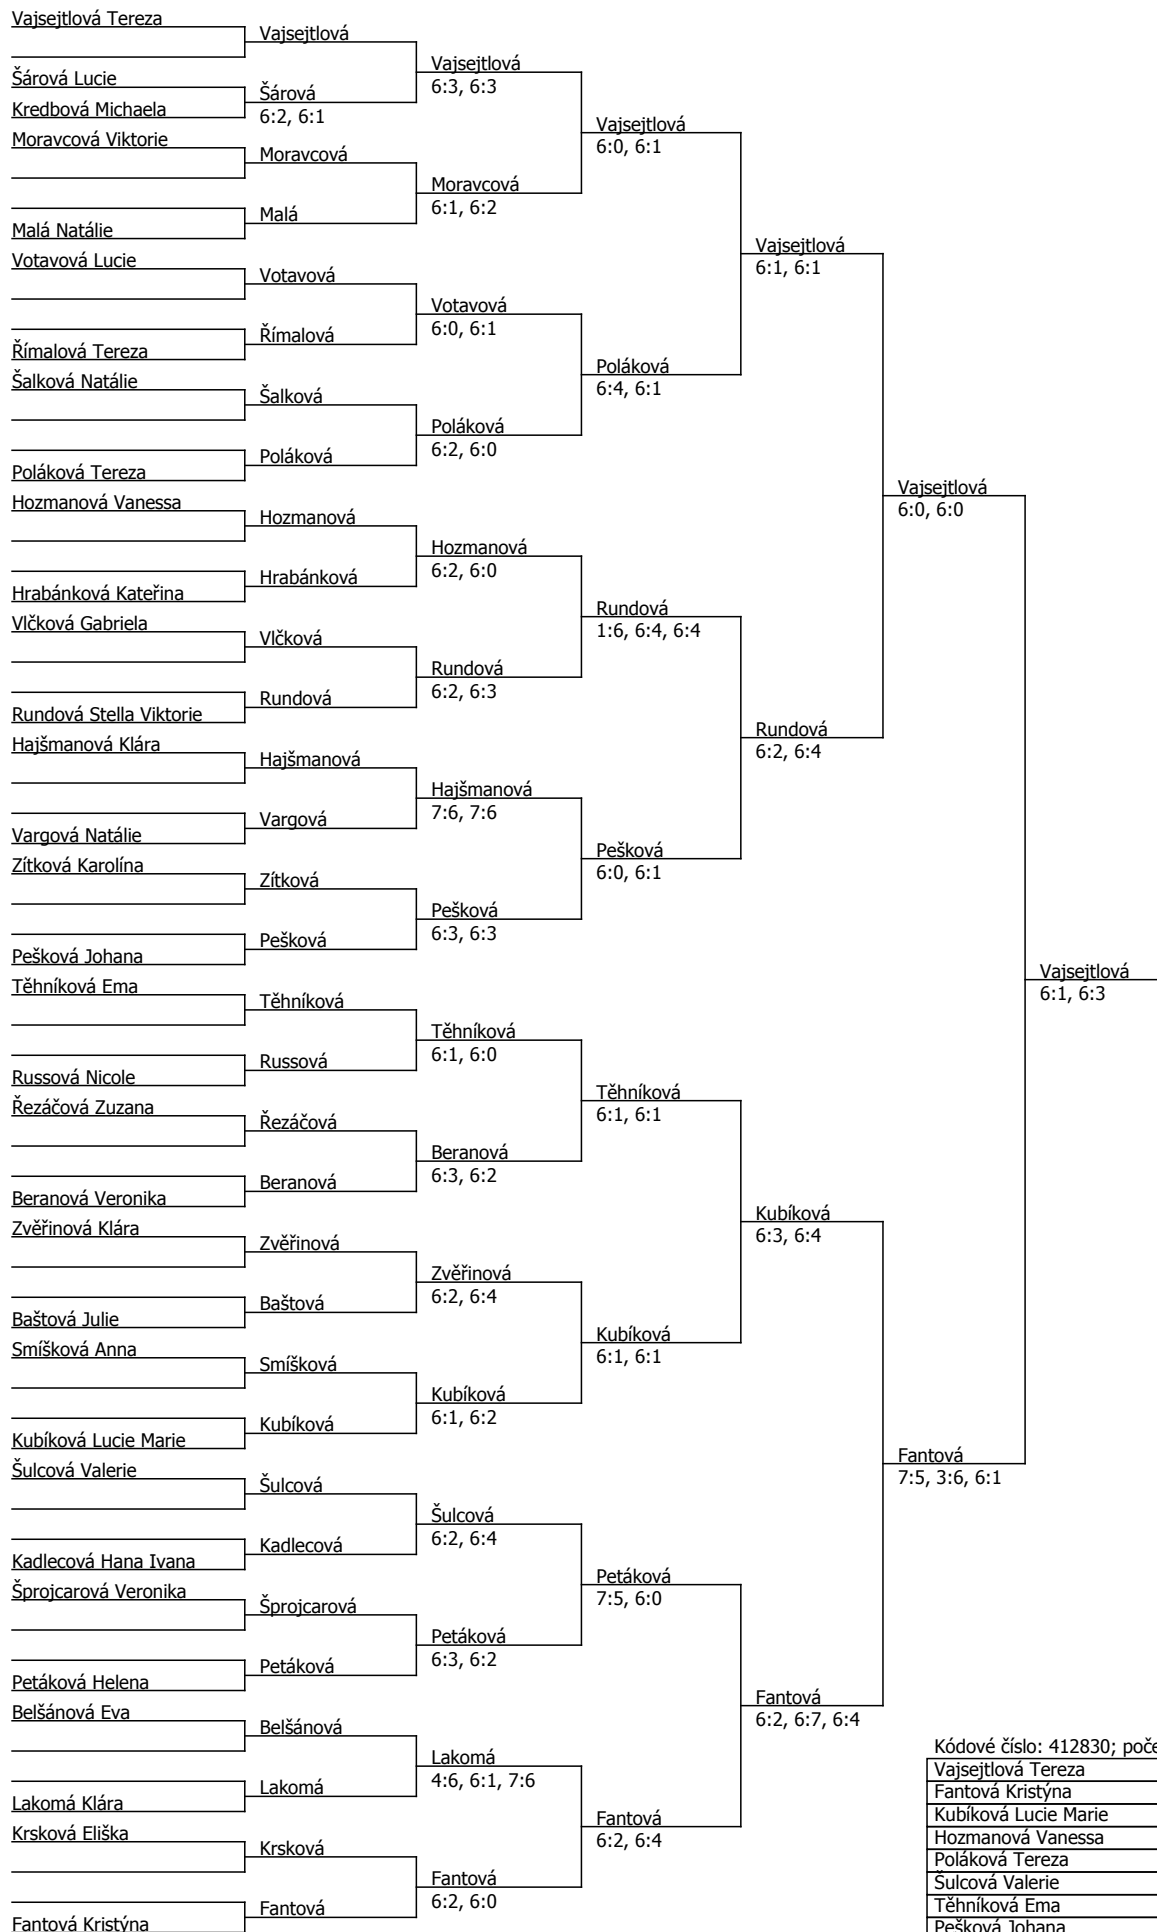 Vajsejtlová Tereza
Šárová Lucie
Kredbová Michaela
Moravcová Viktorie
Malá Natálie
Votavová Lucie
Římalová Tereza
Šalková Natálie
Poláková Tereza
Hozmanová Vanessa
Hrabánková Kateřina
Vlčková Gabriela
Rundová Stella Viktorie
Hajšmanová Klára
Vargová Natálie
Zítková Karolína
Pešková Johana
Těhníková Ema
Russová Nicole
Řezáčová Zuzana
Beranová Veronika
Zvěřinová Klára
Baštová Julie
Smíšková Anna
Kubíková Lucie Marie
Šulcová Valerie
Kadlecová Hana Ivana
Šprojcarová Veronika
Petáková Helena
Belšánová Eva
Lakomá Klára
Krsková Eliška
Fantová Kristýna
Vajsejtlová
Šárová
6:2, 6:1
Moravcová
Malá
Votavová
Římalová
Šalková
Poláková
Hozmanová
Hrabánková
Vlčková
Rundová
Hajšmanová
Vargová
Zítková
Pešková
Těhníková
Russová
Řezáčová
Beranová
Zvěřinová
Baštová
Smíšková
Kubíková
Šulcová
Kadlecová
Šprojcarová
Petáková
Belšánová
Lakomá
Krsková
Fantová
Vajsejtlová
6:3, 6:3
Moravcová
6:1, 6:2
Votavová
6:0, 6:1
Poláková
6:2, 6:0
Hozmanová
6:2, 6:0
Rundová
6:2, 6:3
Hajšmanová
7:6, 7:6
Pešková
6:3, 6:3
Těhníková
6:1, 6:0
Beranová
6:3, 6:2
Zvěřinová
6:2, 6:4
Kubíková
6:1, 6:2
Šulcová
6:2, 6:4
Petáková
6:3, 6:2
Lakomá
4:6, 6:1, 7:6
Fantová
6:2, 6:0
Vajsejtlová
6:0, 6:1
Poláková
6:4, 6:1
Rundová
1:6, 6:4, 6:4
Pešková
6:0, 6:1
Těhníková
6:1, 6:1
Kubíková
6:1, 6:1
Petáková
7:5, 6:0
Fantová
6:2, 6:4
Vajsejtlová
6:1, 6:1
Rundová
6:2, 6:4
Kubíková
6:3, 6:4
Fantová
6:2, 6:7, 6:4
Vajsejtlová
6:0, 6:0
Fantová
7:5, 3:6, 6:1
Vajsejtlová
6:1, 6:3
Kódové číslo: 412830; poče
Vajsejtlová Tereza
Fantová Kristýna
Kubíková Lucie Marie
Hozmanová Vanessa
Poláková Tereza
Šulcová Valerie
Těhníková Ema
Pešková Johana